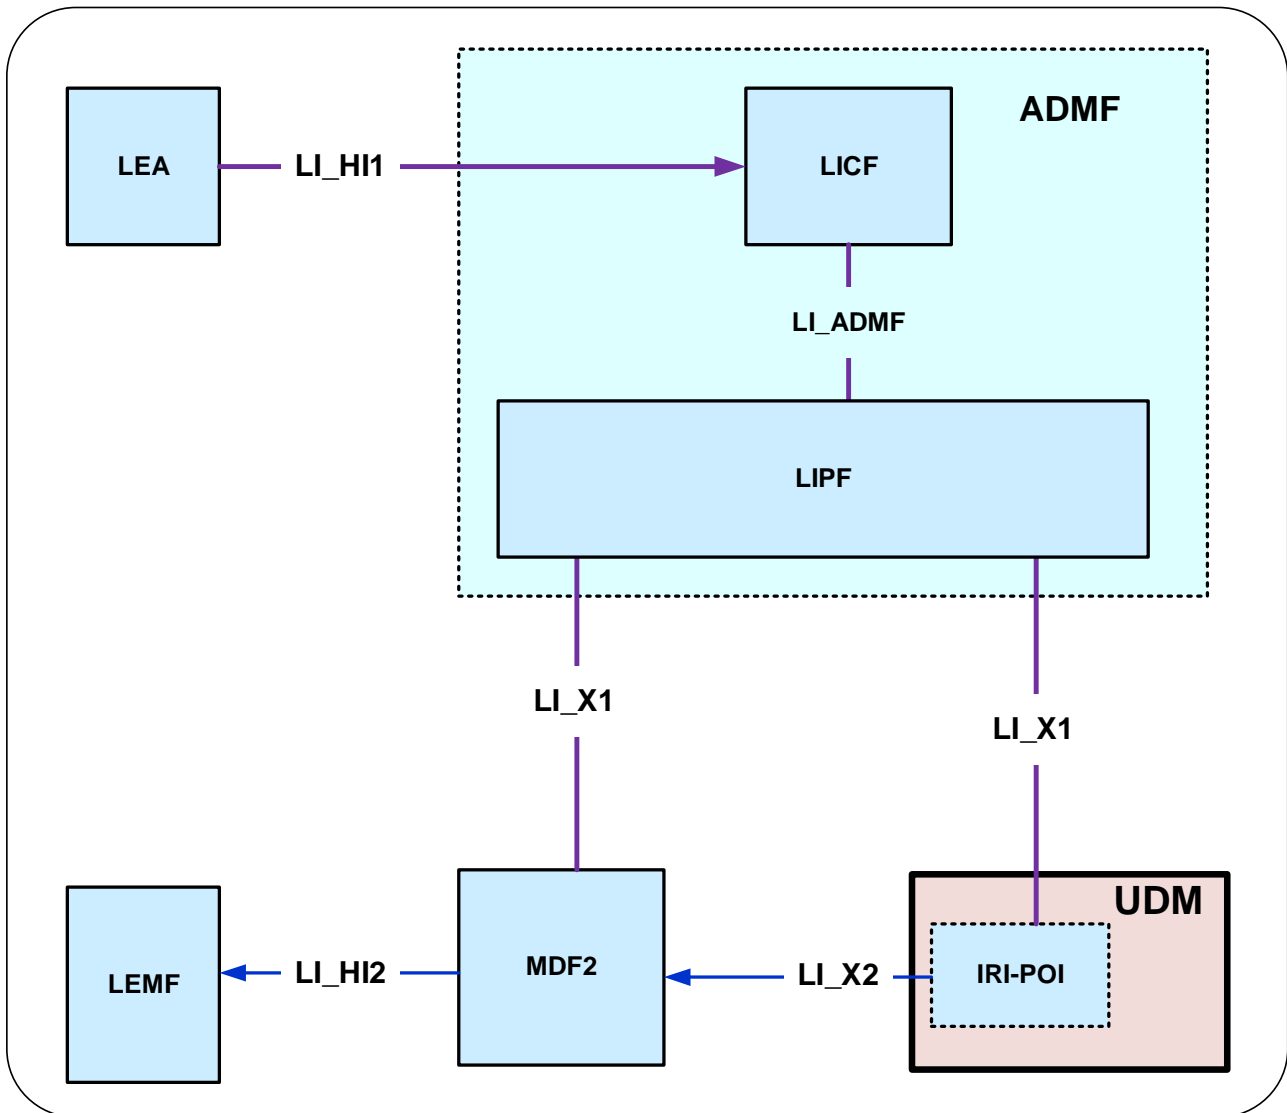 ADMF
LEA
LI_HI1
LICF
LI_ADMF
LIPF
LI_X1
LI_X1
UDM
LEMF
LI_HI2
MDF2
LI_X2
IRI-POI